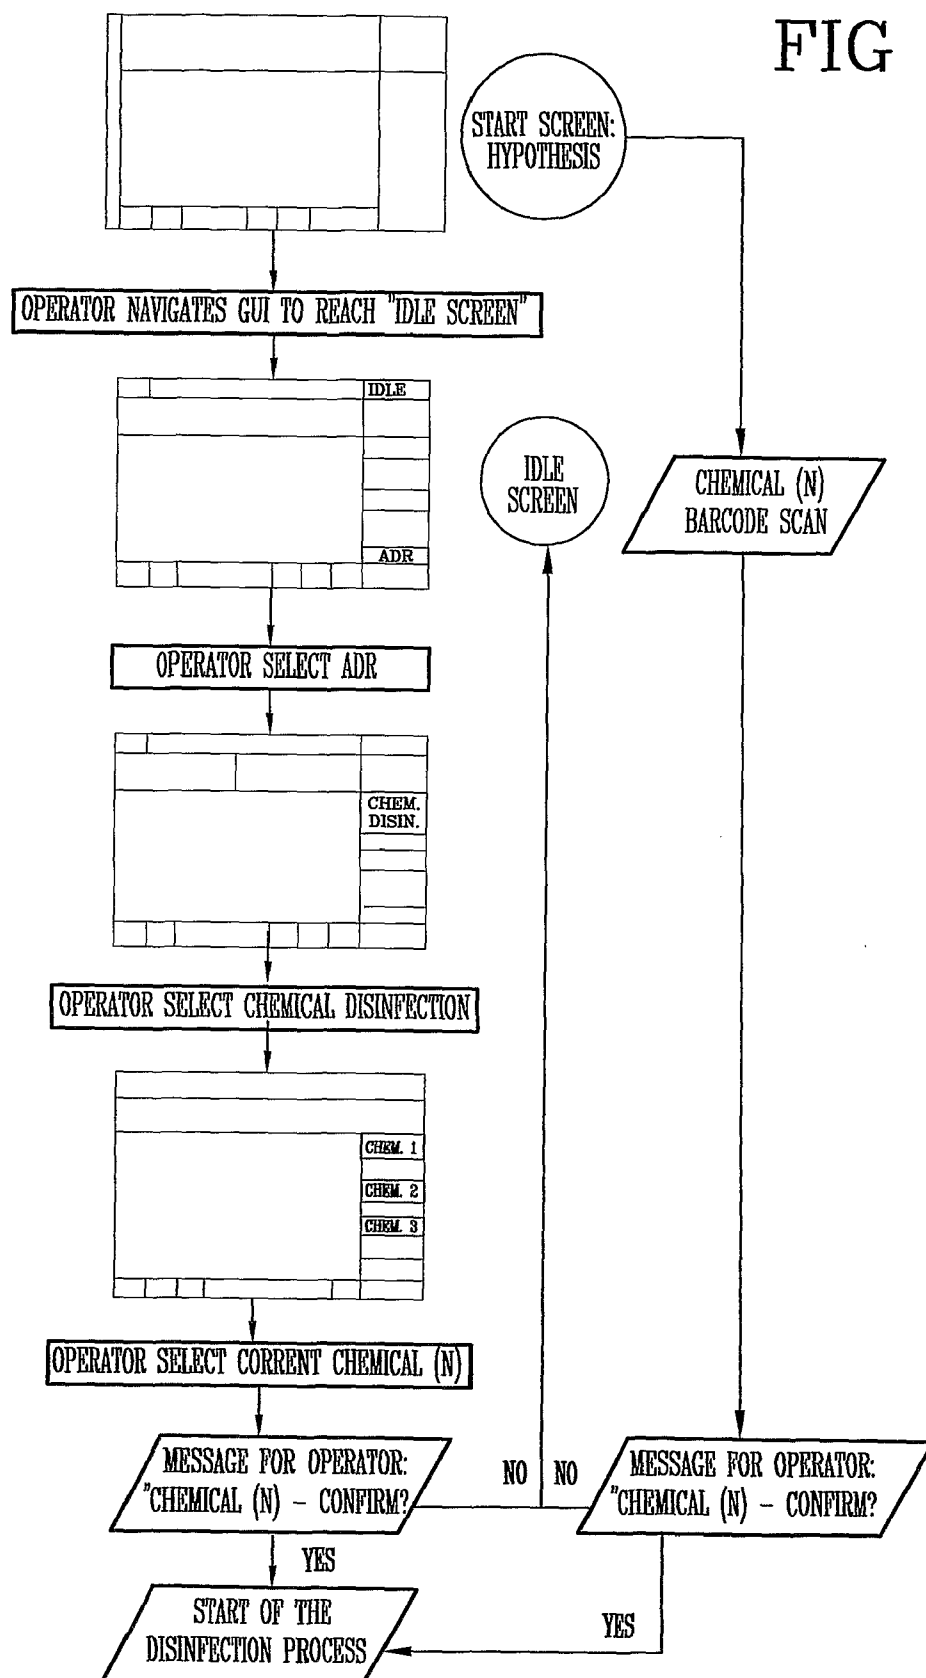 FIG
START SCREEN:
HYPOTHESIS
OPERATOR NAVIGATES GUI TO REACH "IDLE SCREEN"
IDLE
ADR
IDLE
SCREEN
CHEMICAL (N)
BARCODE SCAN
OPERATOR SELECT ADR
CHEM.
DISIN.
OPERATOR SELECT CHEMICAL DISINFECTION
CHEM. 1
CHEM. 2
CHEM. 3
OPERATOR SELECT CORRENT CHEMICAL (N)
MESSAGE FOR OPERATOR:
"CHEMICAL (N) - CONFIRM?
NO
NO
MESSAGE FOR OPERATOR:
"CHEMICAL (N) - CONFIRM?
YES
YES
START OF THE
DISINFECTION PROCESS